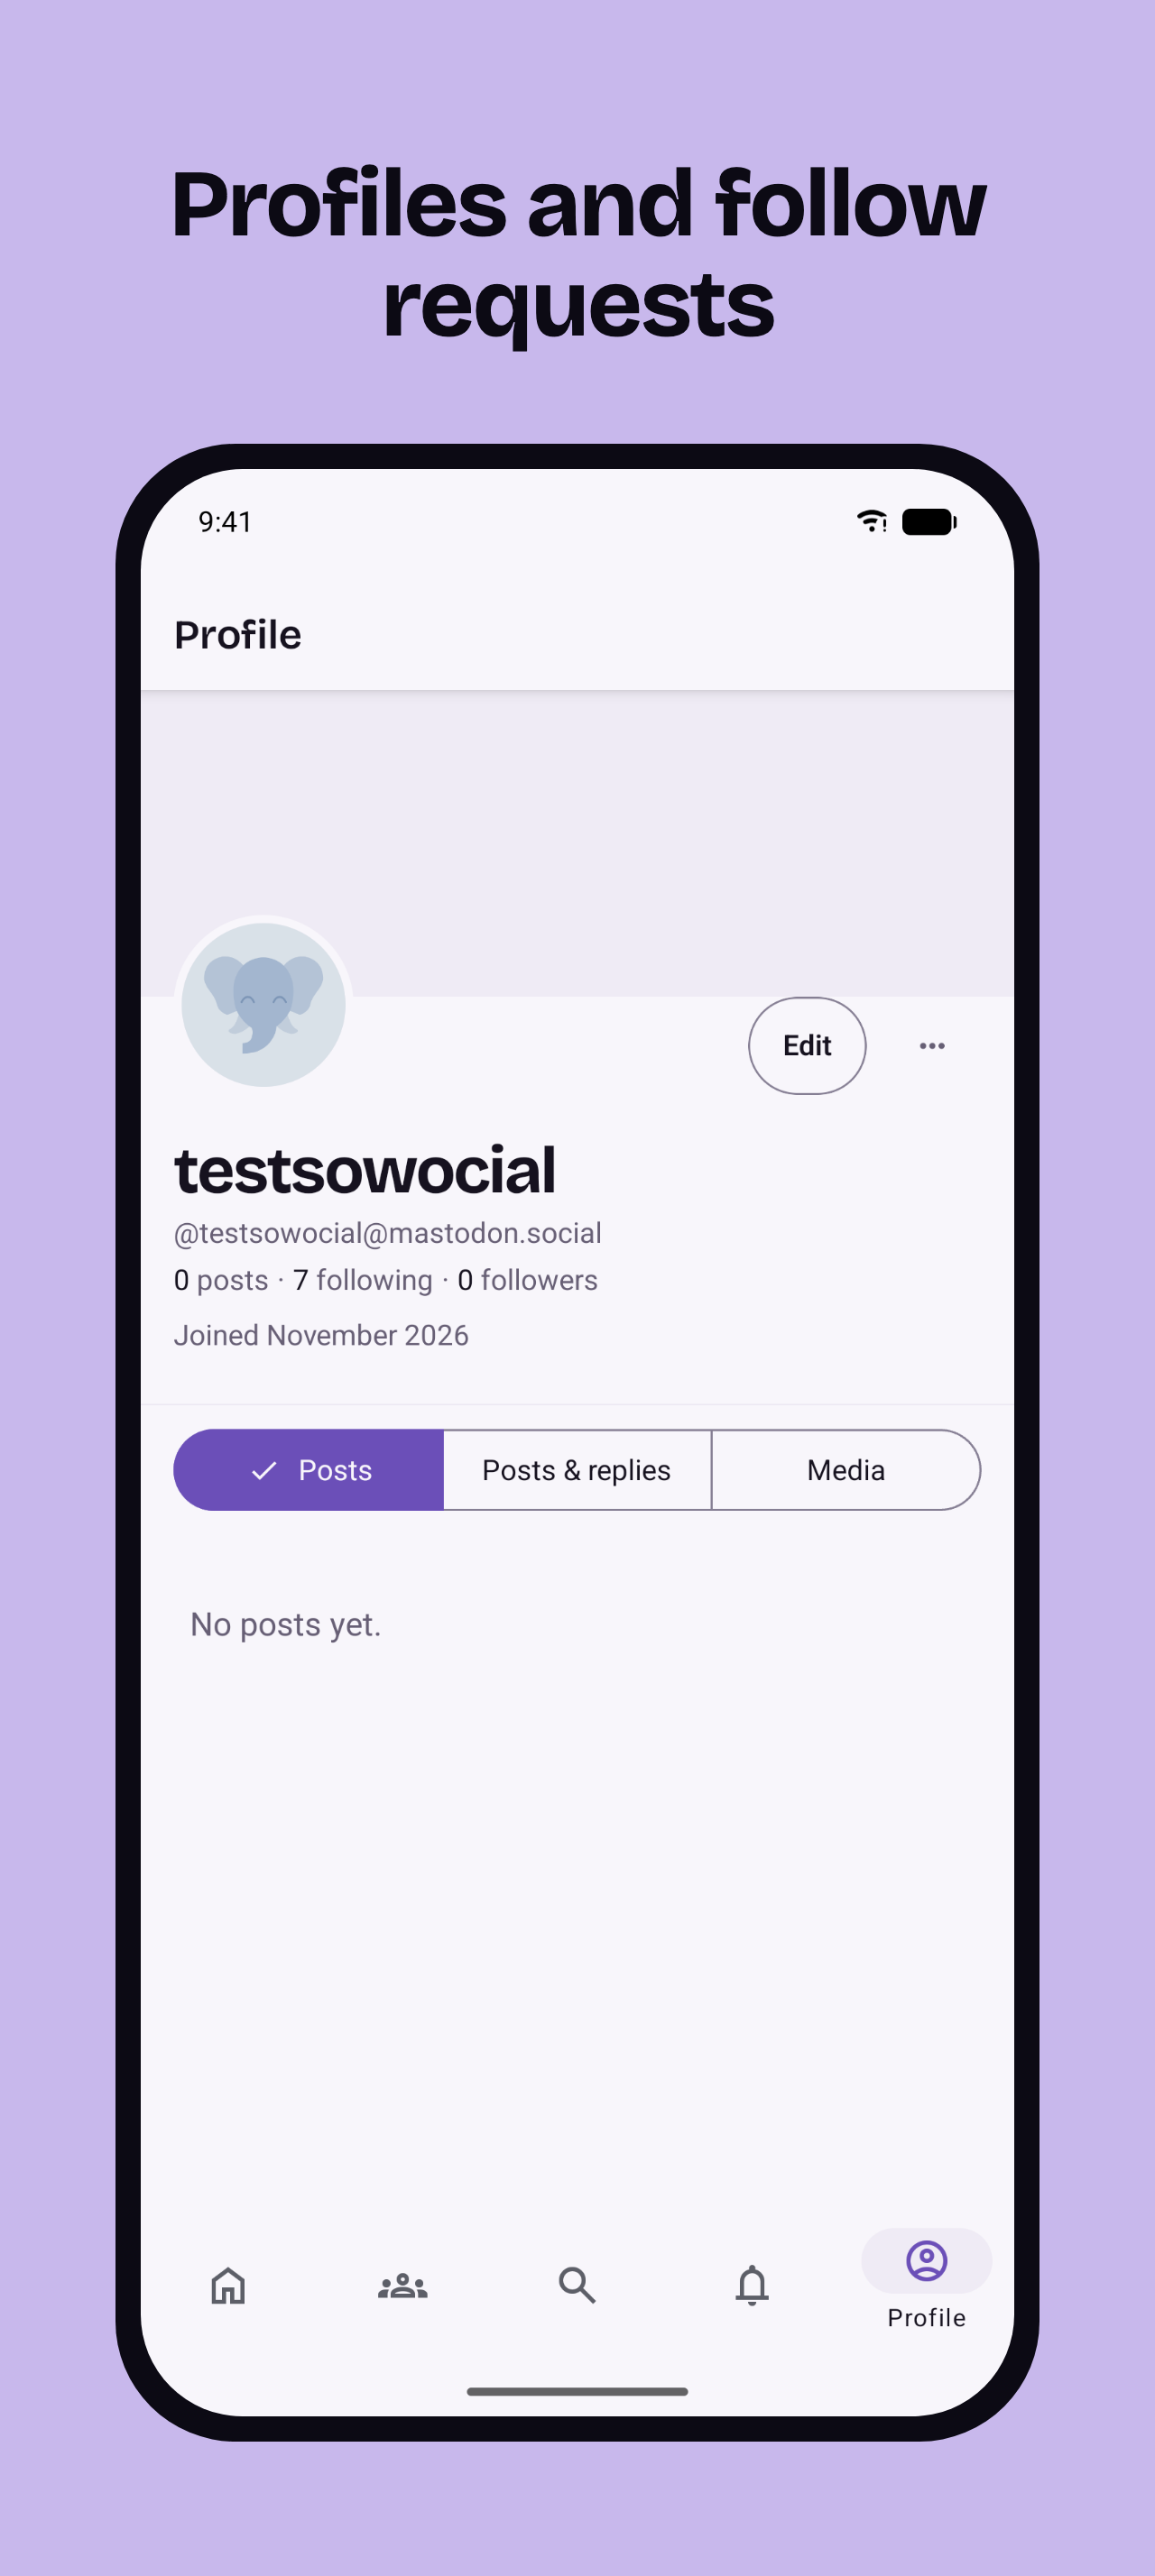 Profiles and follow
requests
9:41
Profile
Edit
testsowocial
@testsowocial@mastodon.social
0 posts · 7 following · 0 followers
Joined November 2026
Posts
Posts & replies
Media
No posts yet.
Profile